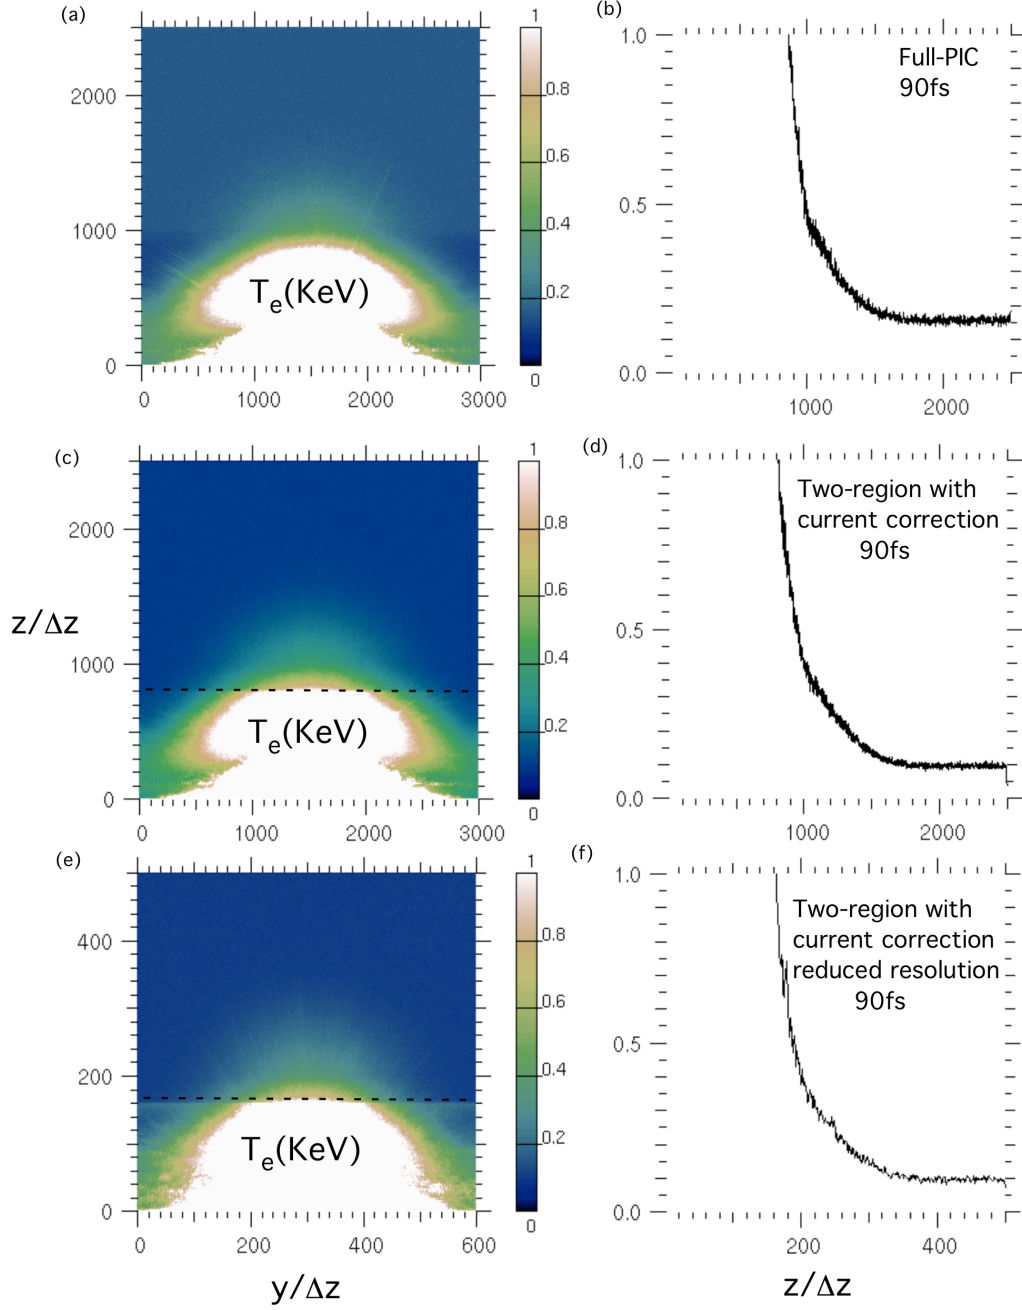 (a)
1
0.8
0.6
0.4
0.2
0
2000
1000
0
Te(KeV)
0
1000
2000
3000
(b)
1.0
0.5
0.0
Full-PIC
90fs
1000
2000
(c)
1
0.8
0.6
0.4
0.2
0
2000
1000
0
z/Δz
Te(KeV)
0
1000
2000
3000
(d)
1.0
0.5
0.0
Two-region with
current correction
90fs
1000
2000
(e)
1
0.8
0.6
0.4
0.2
0
400
200
0
Te(KeV)
0
200
400
600
y/Δz
(f)
1.0
0.5
0.0
Two-region with
current correction
reduced resolution
90fs
200
400
z/Δz